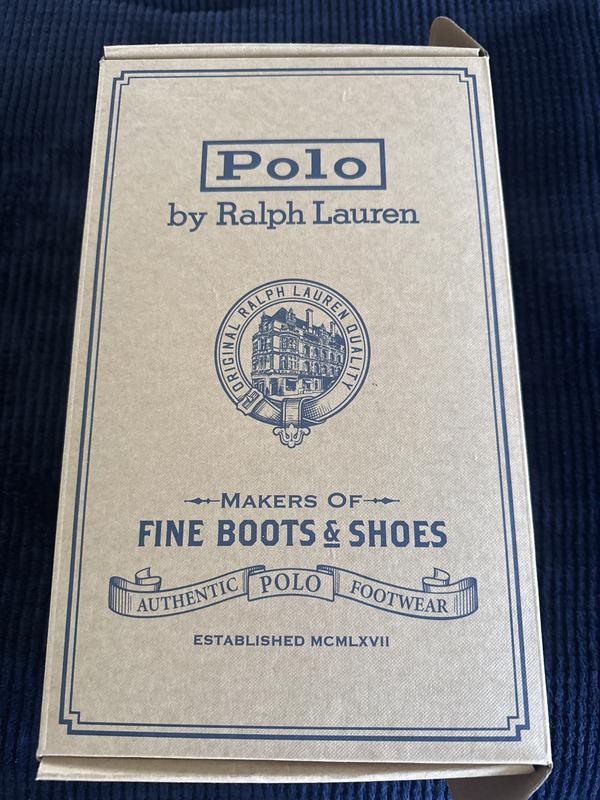 Polo
by Ralph Lauren
ORIGINAL RALPH LAUREN QUALITY
MAKERS OF
FINE BOOTS & SHOES
AUTHENTIC POLO FOOTWEAR
ESTABLISHED MCMLXVII